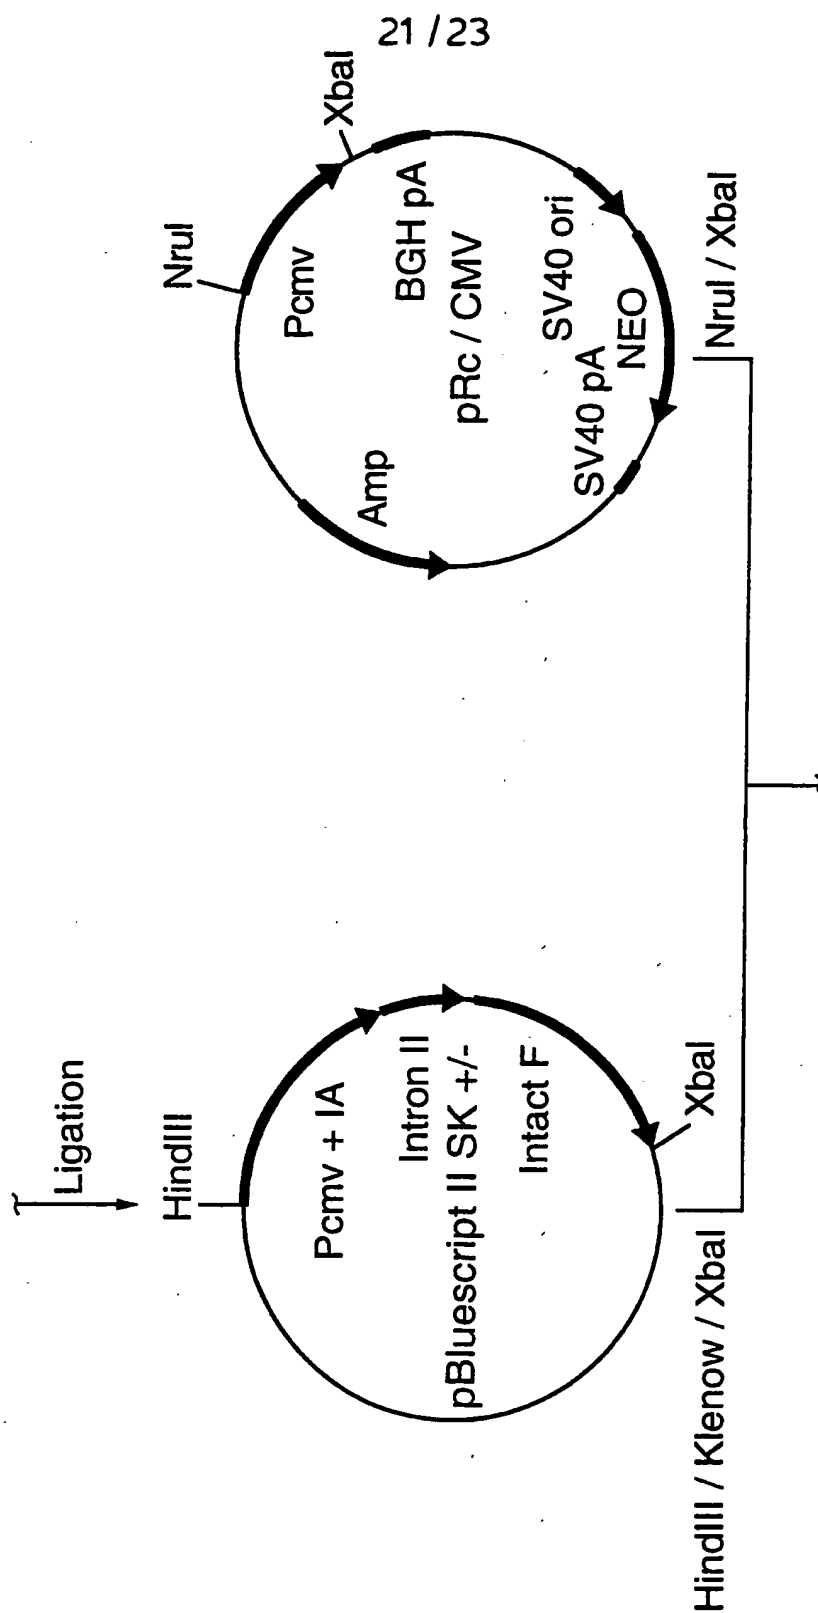 21 / 23
Ligation
HindIII
Pcmv + IA
Intron II
pBluescript II SK +/-
Intact F
XbaI
HindIII / Klenow / XbaI
NruI
XbaI
Pcmv
BGH pA
pRc / CMV
Amp
SV40 ori
SV40 pA
NEO
NruI / XbaI